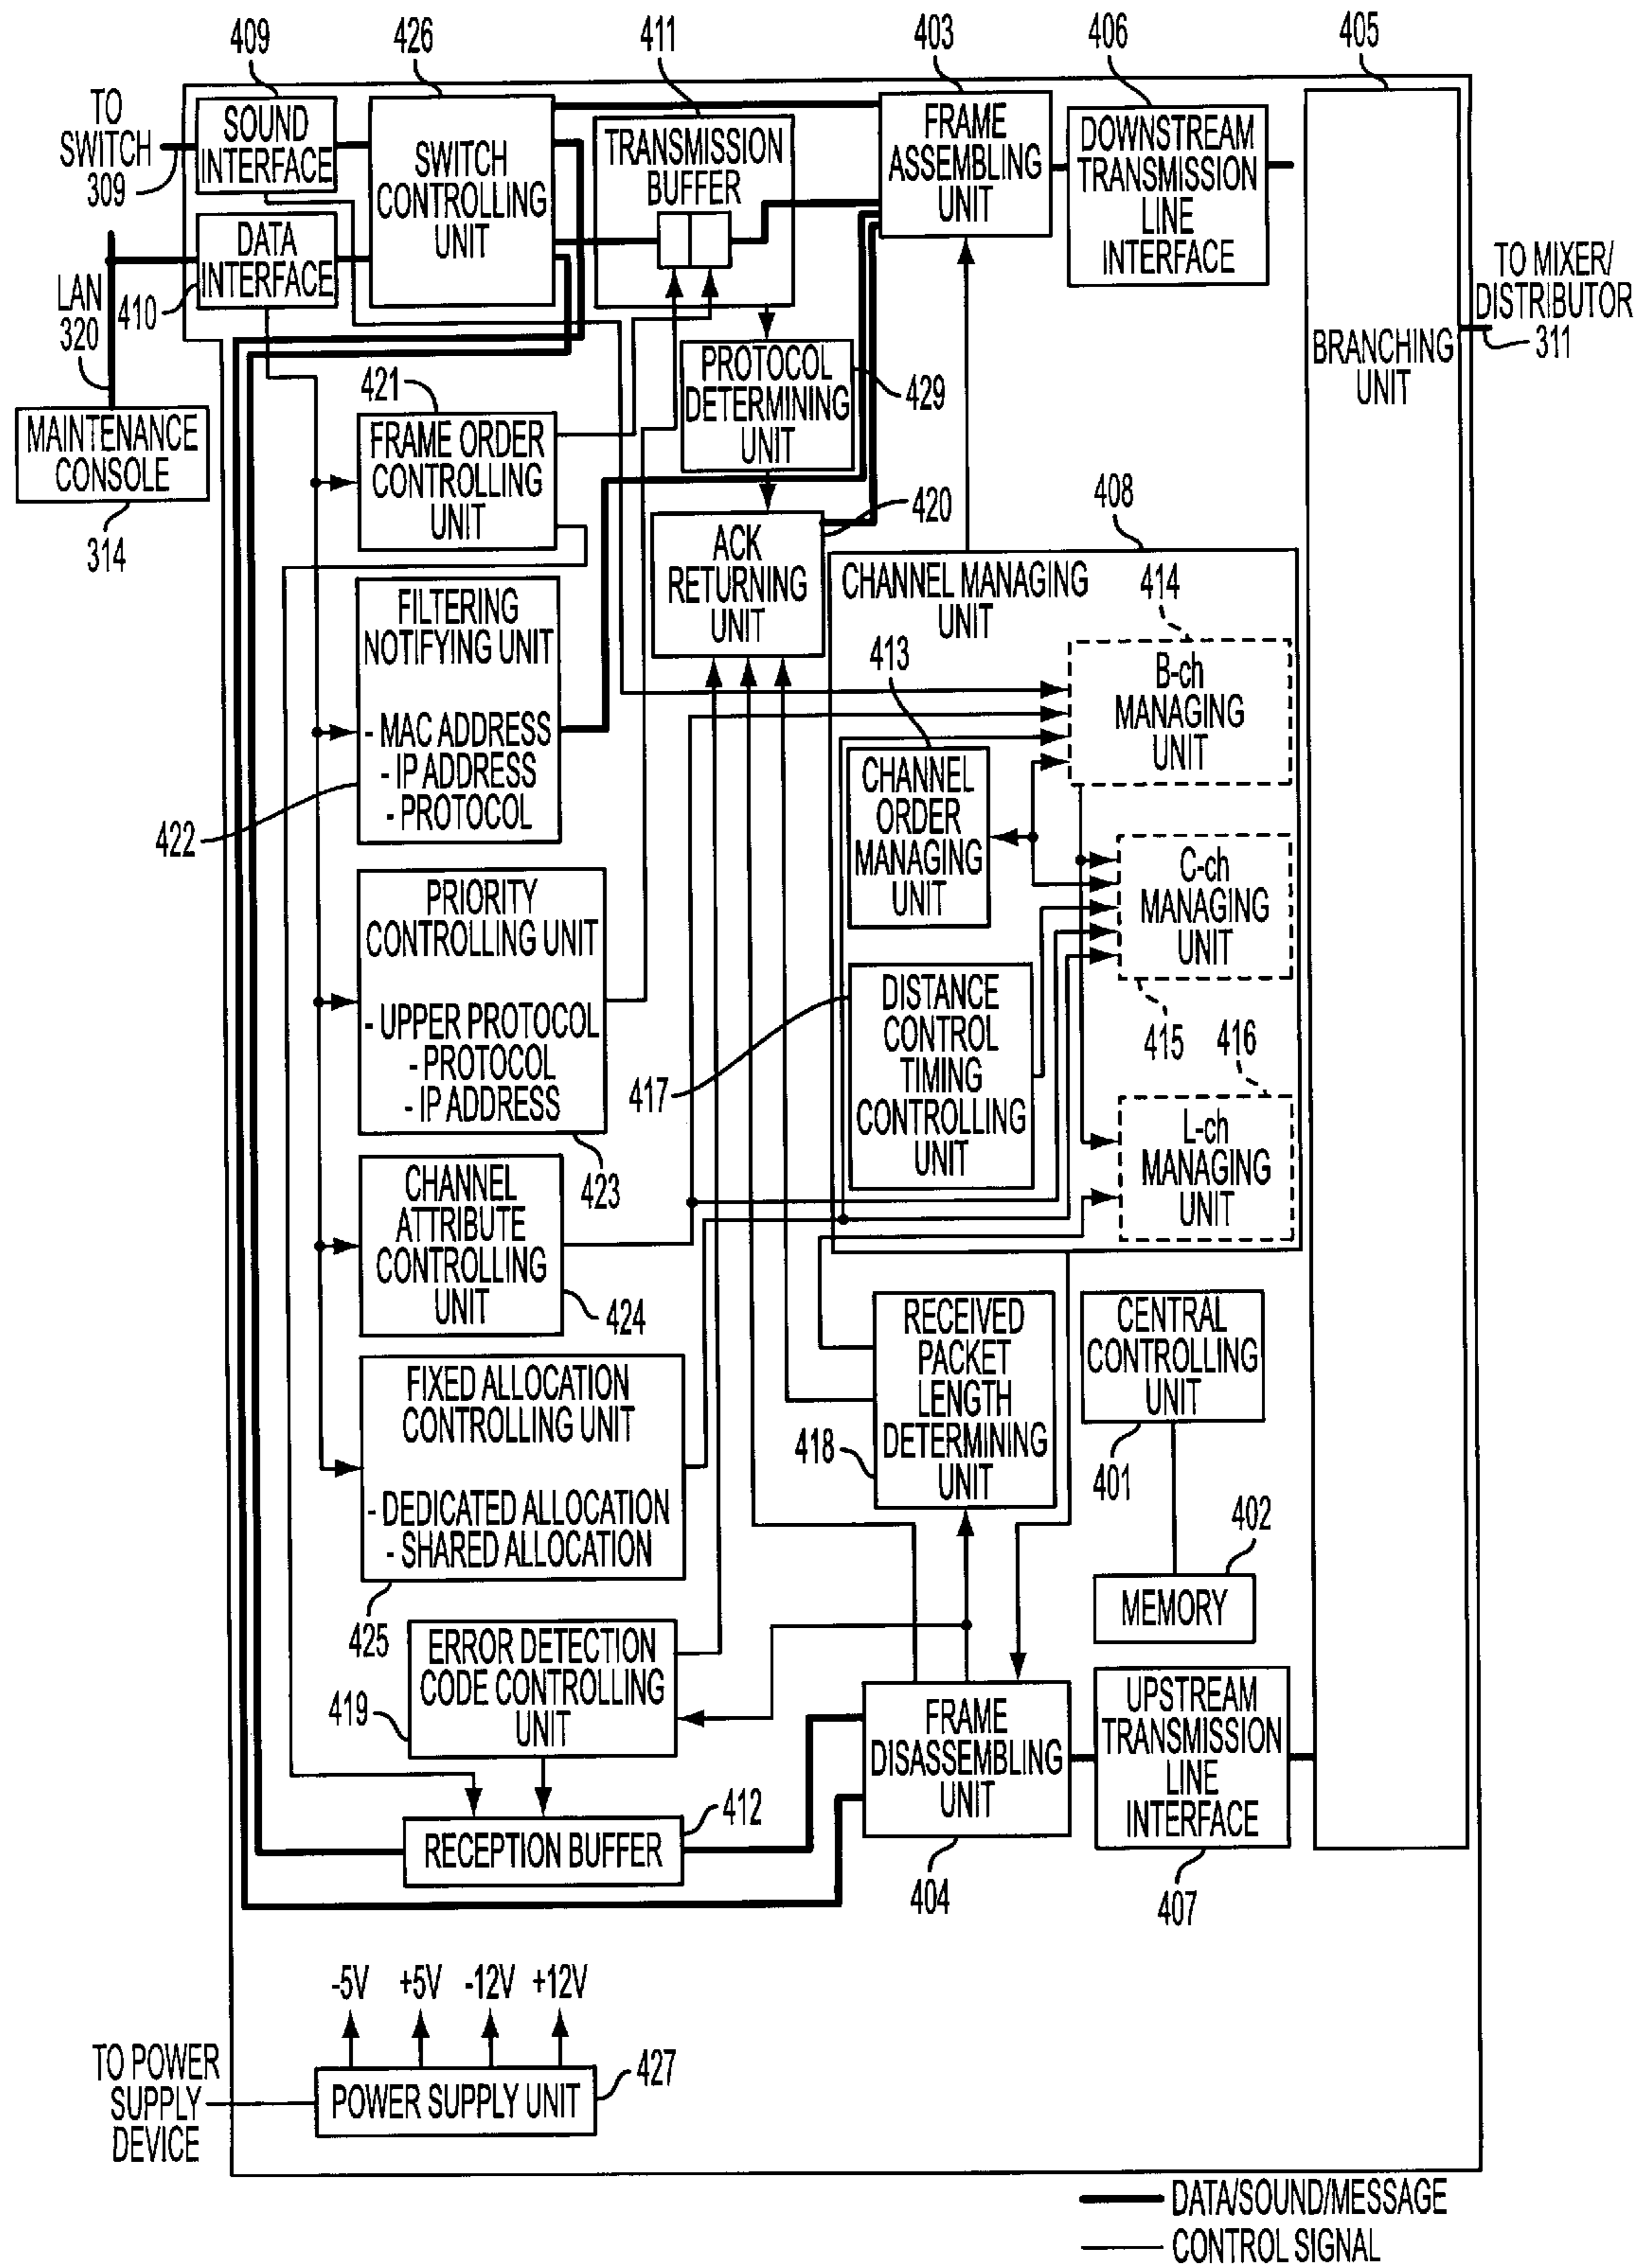 409
426
411
403
406
405
TO
SWITCH
309
SOUND
INTERFACE
SWITCH
CONTROLLING
UNIT
TRANSMISSION
BUFFER
FRAME
ASSEMBLING
UNIT
DOWNSTREAM
TRANSMISSION
LINE
INTERFACE
DATA
INTERFACE
LAN
320
410
TO MIXER/
DISTRIBUTOR
311
BRANCHING
UNIT
PROTOCOL
DETERMINING
UNIT
429
421
MAINTENANCE
CONSOLE
314
FRAME ORDER
CONTROLLING
UNIT
420
408
ACK
RETURNING
UNIT
CHANNEL MANAGING
UNIT
414
FILTERING
NOTIFYING UNIT
- MAC ADDRESS
- IP ADDRESS
- PROTOCOL
422
413
B-ch
MANAGING
UNIT
CHANNEL
ORDER
MANAGING
UNIT
C-ch
MANAGING
UNIT
415
PRIORITY
CONTROLLING UNIT
- UPPER PROTOCOL
- PROTOCOL
- IP ADDRESS
423
417
DISTANCE
CONTROL
TIMING
CONTROLLING
UNIT
416
L-ch
MANAGING
UNIT
CHANNEL
ATTRIBUTE
CONTROLLING
UNIT
424
RECEIVED
PACKET
LENGTH
DETERMINING
UNIT
418
CENTRAL
CONTROLLING
UNIT
401
FIXED ALLOCATION
CONTROLLING UNIT
- DEDICATED ALLOCATION
- SHARED ALLOCATION
425
402
MEMORY
ERROR DETECTION
CODE CONTROLLING
UNIT
419
FRAME
DISASSEMBLING
UNIT
404
UPSTREAM
TRANSMISSION
LINE
INTERFACE
407
412
RECEPTION BUFFER
-5V +5V -12V +12V
TO POWER
SUPPLY
DEVICE
POWER SUPPLY UNIT
427
DATA/SOUND/MESSAGE
CONTROL SIGNAL